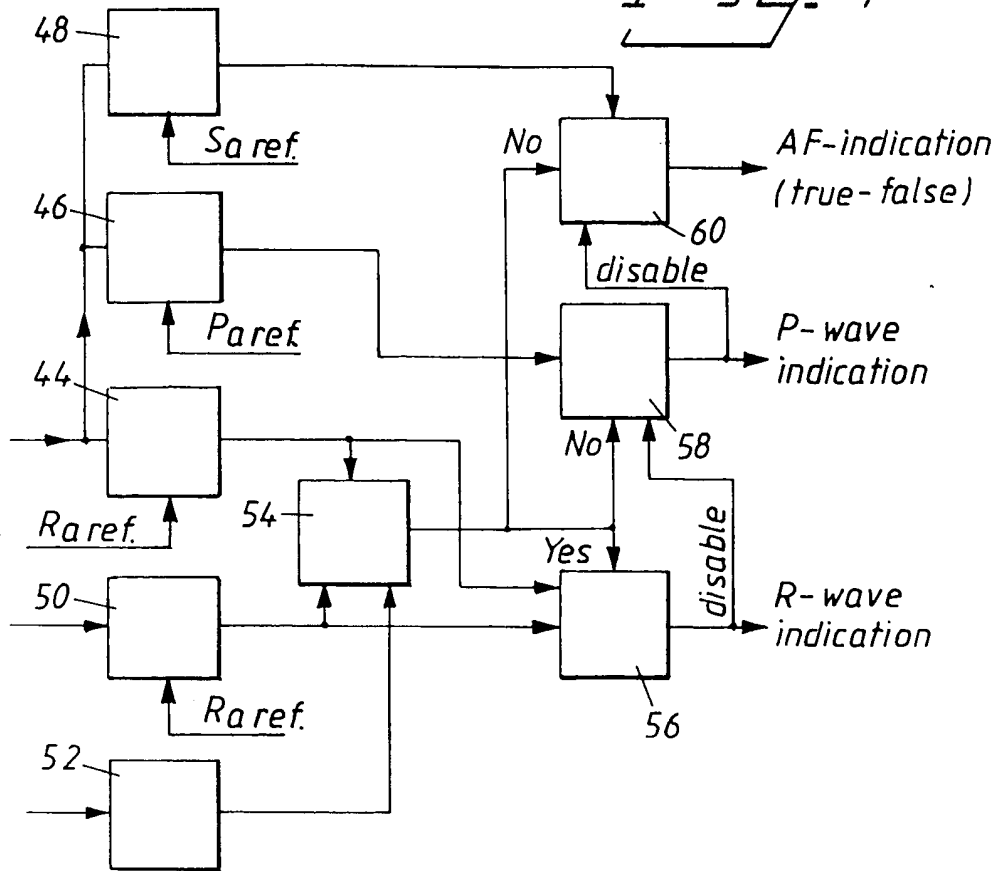 48
Sa ref.
No
AF-indication
(true-false)
60
46
disable
Pa ref.
P-wave
indication
44
No
58
Ra ref.
54
Yes
disable
50
R-wave
indication
Ra ref.
56
52